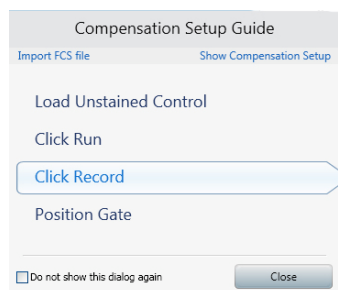 Compensation Setup Guide
Import FCS file Show Compensation Setup
Load Unstained Control
Click Run
Click Record
Position Gate
Do not show this dialog again Close